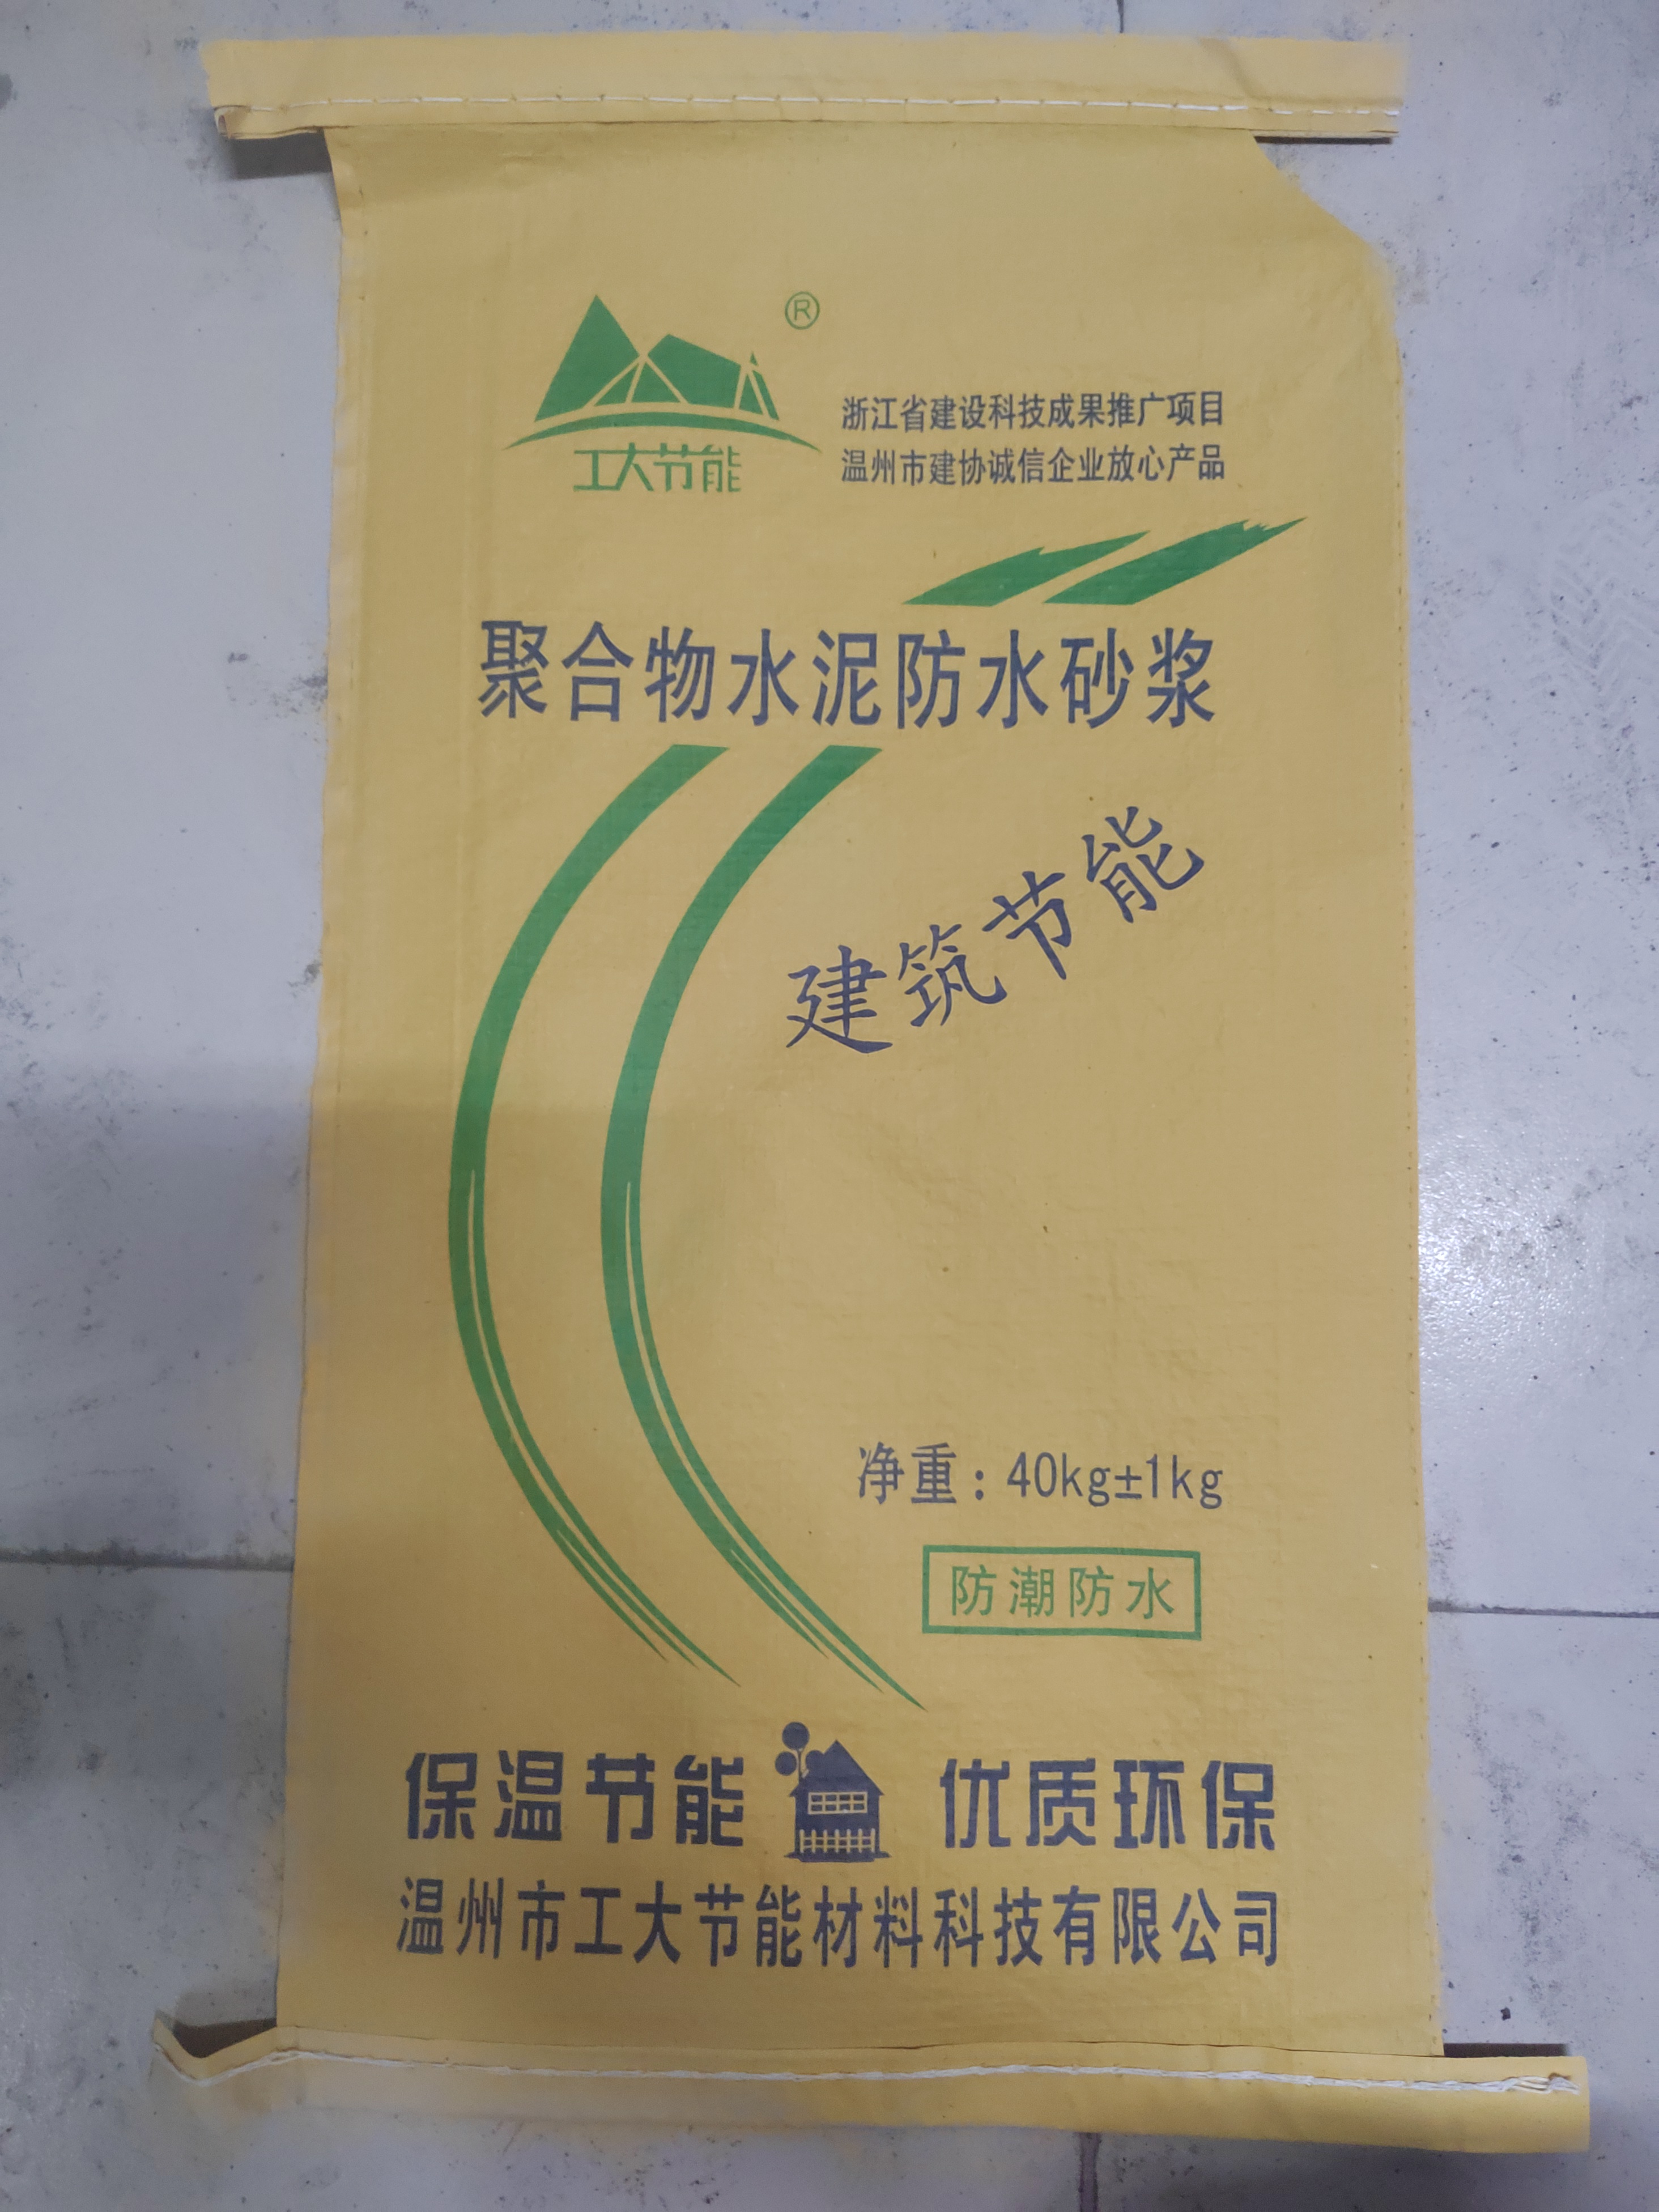 ®
工大节能
浙江省建设科技成果推广项目
温州市建协诚信企业放心产品
聚合物水泥防水砂浆
建筑节能
净重：40kg±1kg
防潮防水
保温节能 优质环保
温州市工大节能材料科技有限公司